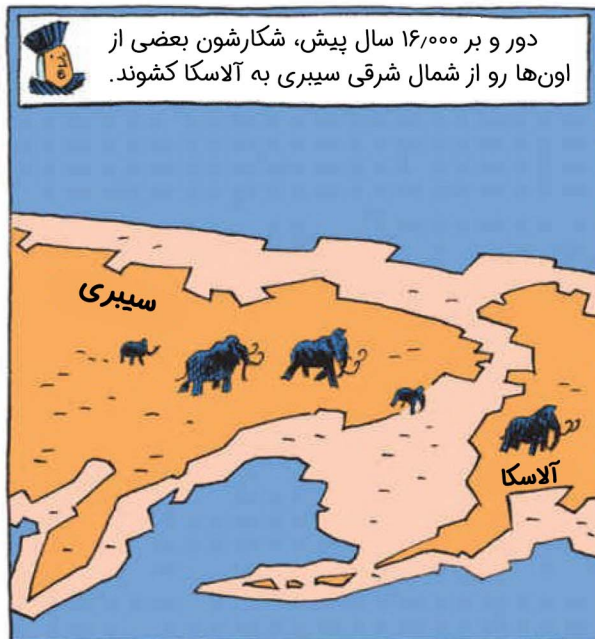 دور و بر ۱۶٫۰۰۰ سال پیش، شکارشون بعضی از
اون‌ها رو از شمال شرقی سیبری به آلاسکا کشوند.
سیبری
آلاسکا